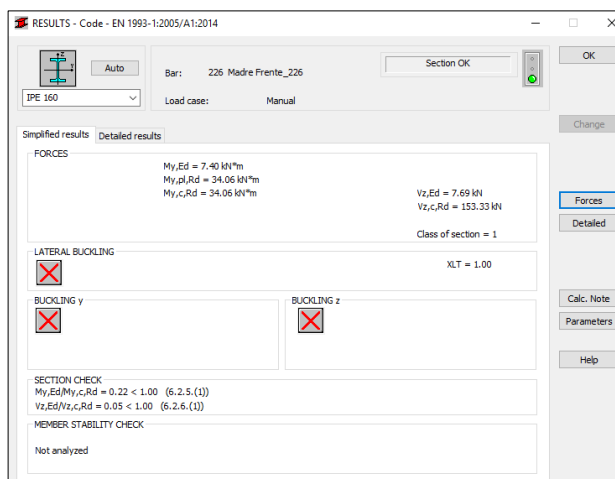 RESULTS - Code - EN 1993-1:2005/A1:2014
Auto
IPE 160
Bar: 226 Madre Frente_226
Section OK
Load case: Manual
OK
Change
Forces
Detailed
Calc. Note
Parameters
Help
Simplified results Detailed results
FORCES
My,Ed = 7.40 kN*m
My,pl,Rd = 34.06 kN*m
My,c,Rd = 34.06 kN*m
Vz,Ed = 7.69 kN
Vz,c,Rd = 153.33 kN
Class of section = 1
LATERAL BUCKLING
XLT = 1.00
BUCKLING y
BUCKLING z
SECTION CHECK
My,Ed/My,c,Rd = 0.22 < 1.00 (6.2.5.(1))
Vz,Ed/Vz,c,Rd = 0.05 < 1.00 (6.2.6.(1))
MEMBER STABILITY CHECK
Not analyzed